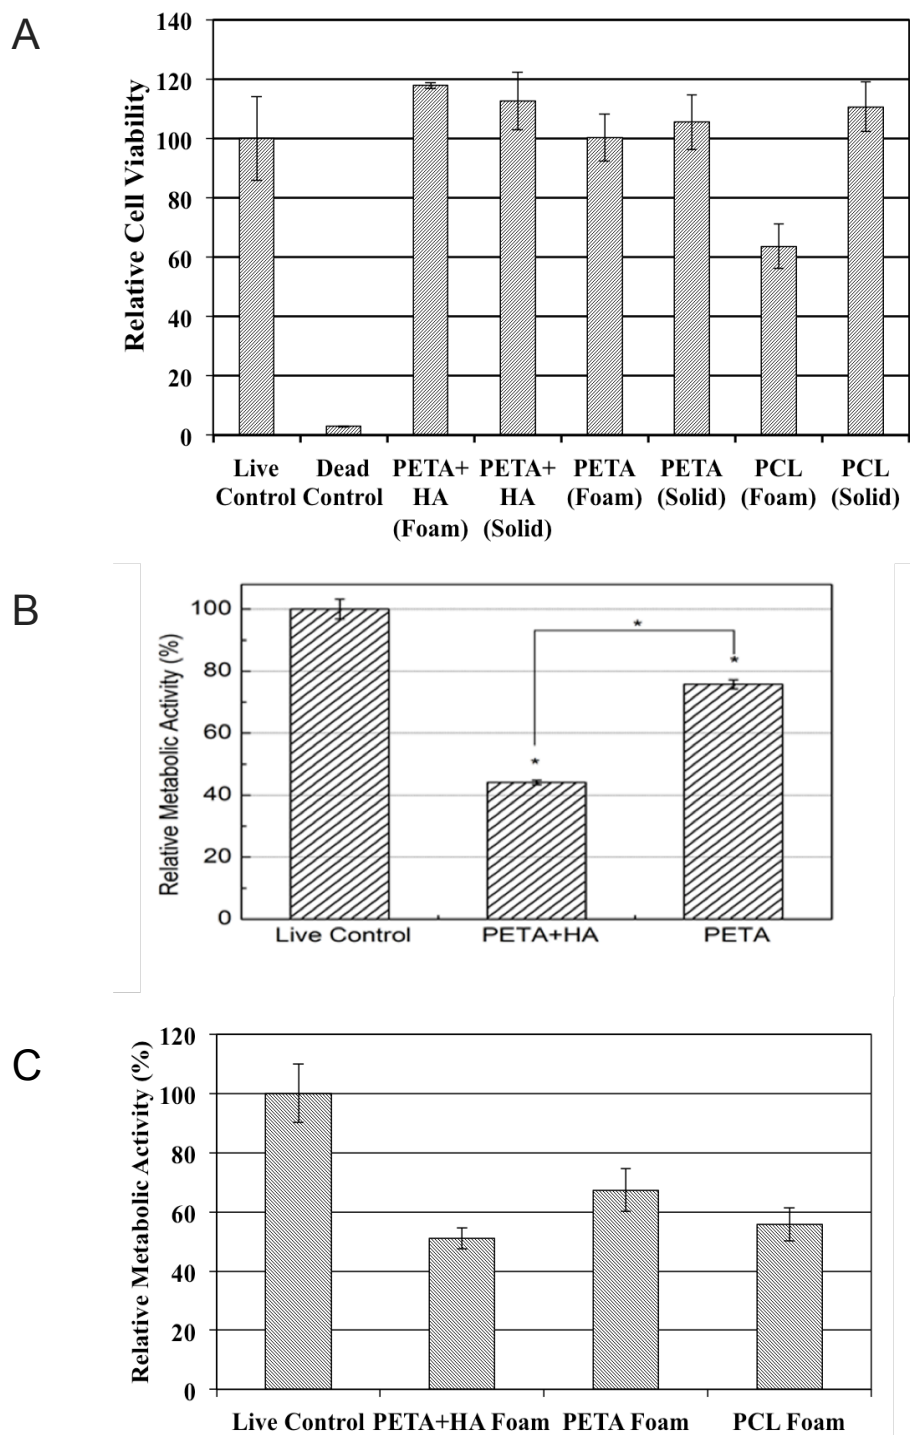 A
Relative Cell Viability
140
120
100
80
60
40
20
0
Live Control
Dead Control
PETA+ HA (Foam)
PETA+ HA (Solid)
PETA (Foam)
PETA (Solid)
PCL (Foam)
PCL (Solid)
B
Relative Metabolic Activity (%)
100
80
60
40
20
0
*
*
*
Live Control
PETA+HA
PETA
C
Relative Metabolic Activity (%)
120
100
80
60
40
20
0
Live Control
PETA+HA Foam
PETA Foam
PCL Foam